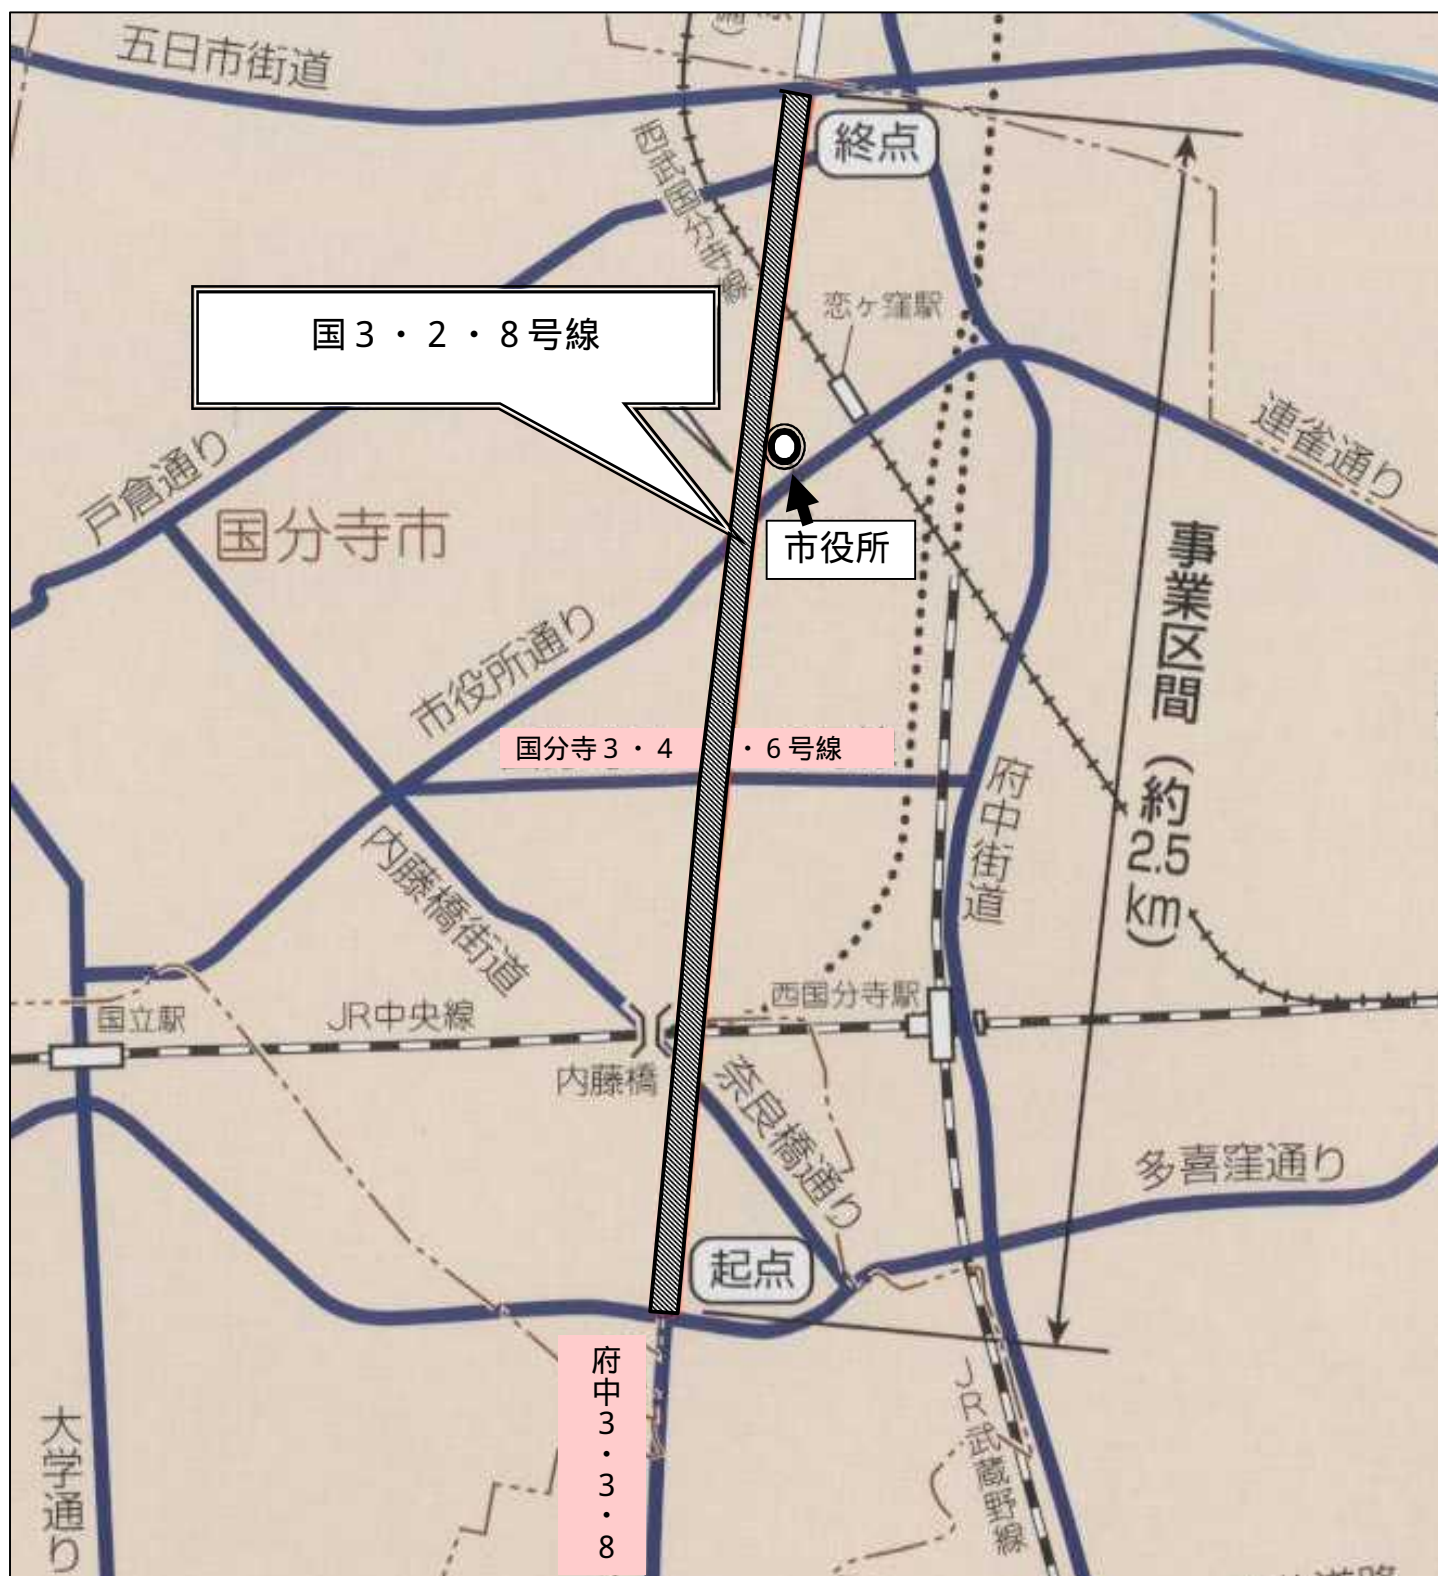 五日市街道
終点
西武国分寺線
恋ヶ窪駅
国3・2・8号線
連雀通り
戸倉通り
国分寺市
市役所
事業区間（約2.5km）
市役所通り
国分寺3・4・6号線
府中街道
内藤橋街道
西国分寺駅
国立駅
JR中央線
内藤橋
奈良橋通り
多喜窪通り
起点
府中3・3・8
大学通り
JR武蔵野線